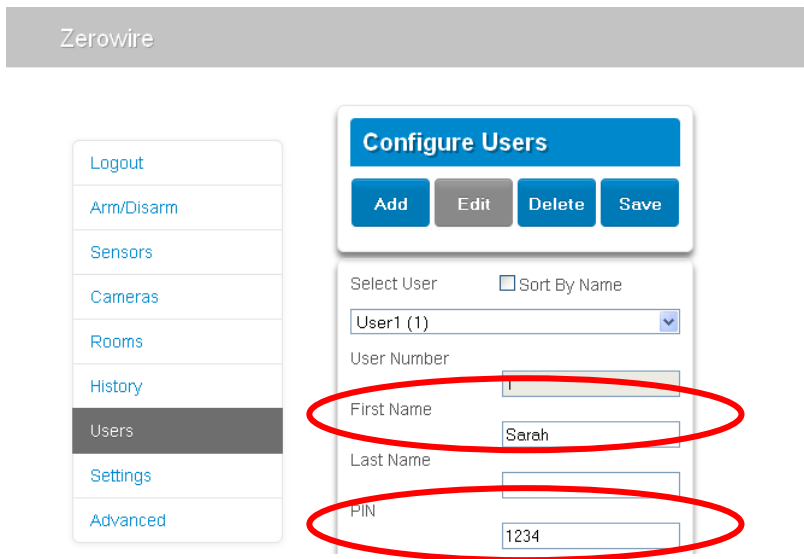 Zerowire
Logout
Arm/Disarm
Sensors
Cameras
Rooms
History
Users
Settings
Advanced
Configure Users
Add Edit Delete Save
Select User Sort By Name
User1 (1)
User Number
1
First Name
Sarah
Last Name
PIN
1234